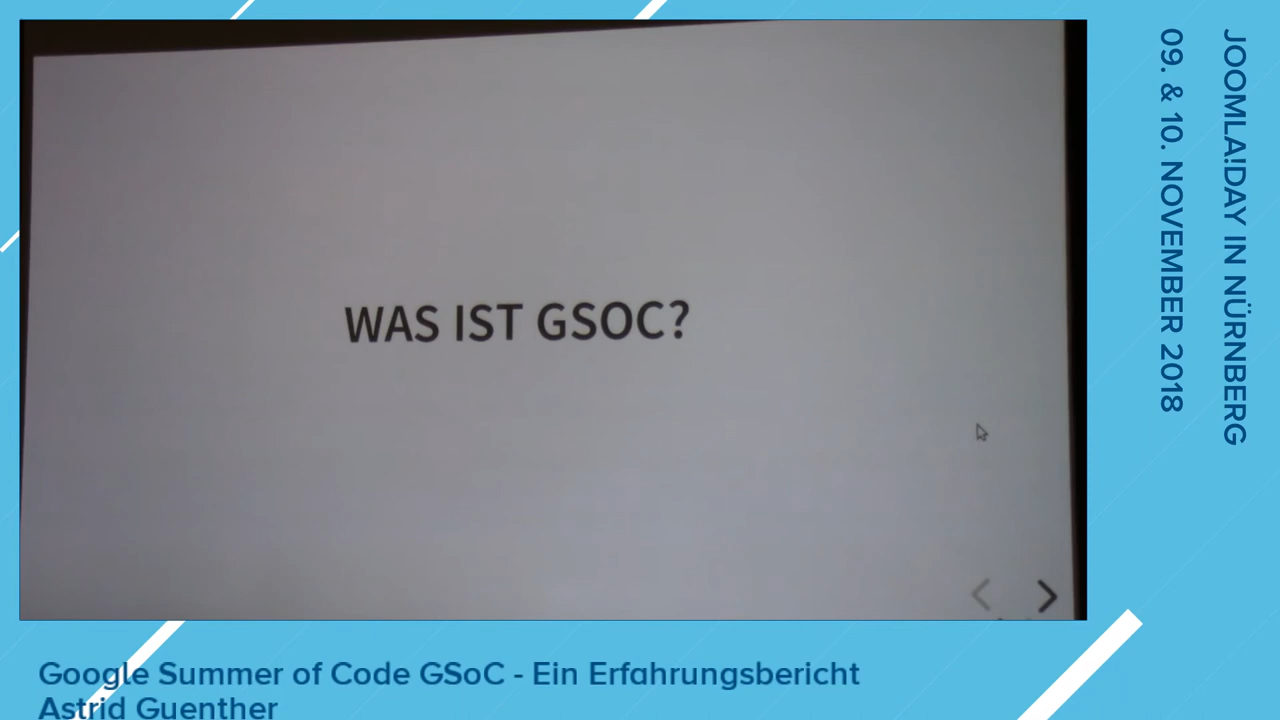 WAS IST GSOC?
JOOMLA!DAY IN NÜRNBERG
09. & 10. NOVEMBER 2018
Google Summer of Code GSoC - Ein Erfahrungsbericht
Astrid Guenther